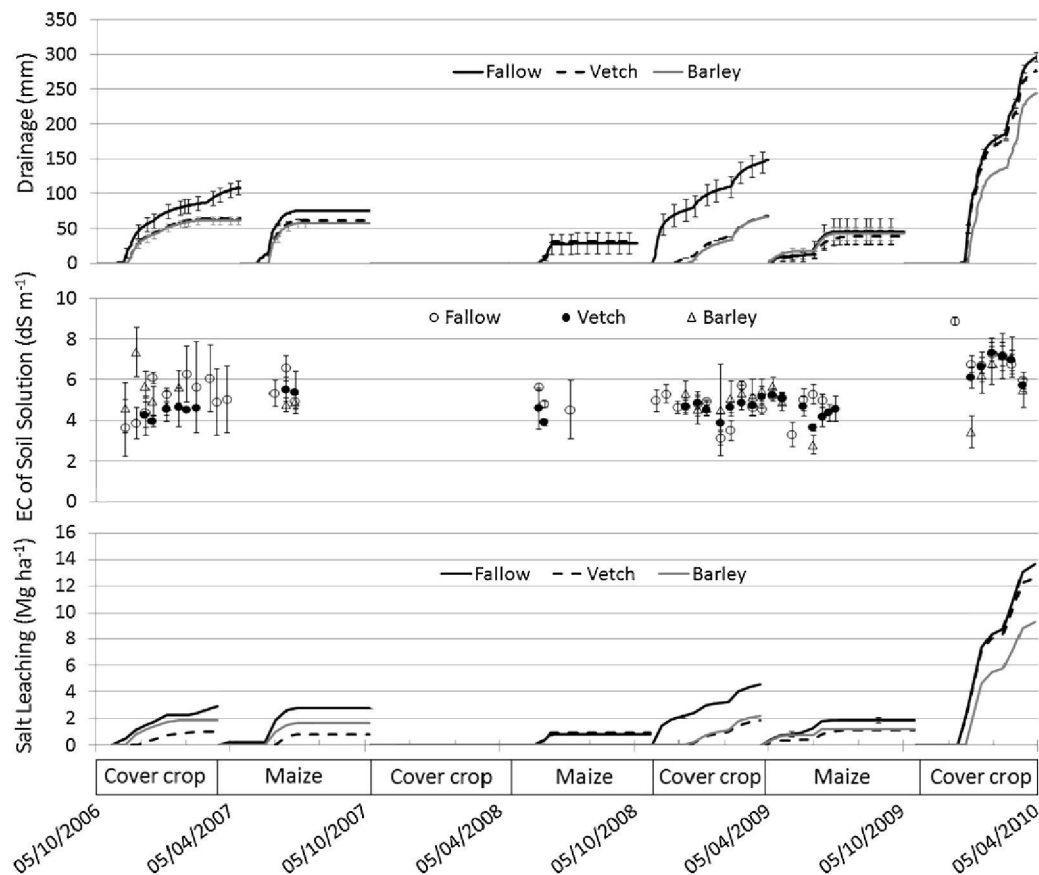 350
300
250
200
150
100
50
0
Drainage (mm)
Fallow Vetch Barley
10
8
6
4
2
0
EC of Soil Solution (dS m⁻¹)
Fallow Vetch Barley
16
14
12
10
8
6
4
2
0
Salt Leaching (Mg ha⁻¹)
Fallow Vetch Barley
Cover crop Maize Cover crop Maize Cover crop Maize Cover crop
05/10/2006 05/04/2007 05/10/2007 05/04/2008 05/10/2008 05/04/2009 05/10/2009 05/04/2010